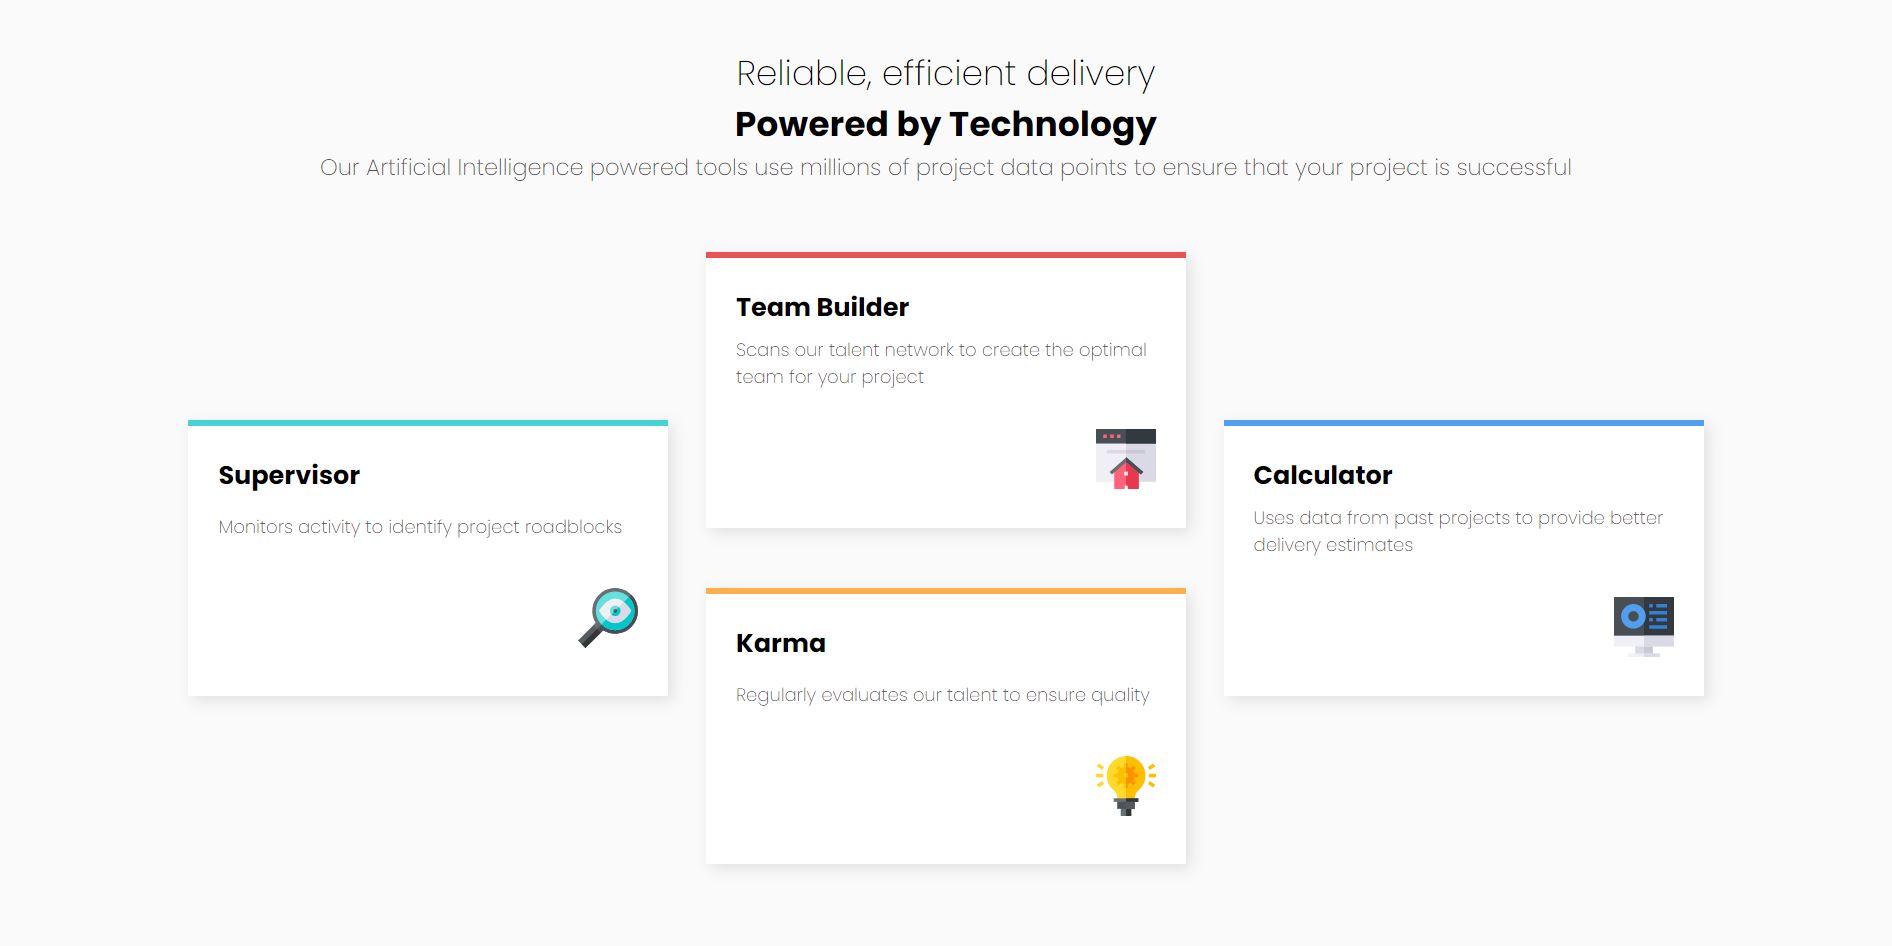 Reliable, efficient delivery
Powered by Technology
Our Artificial Intelligence powered tools use millions of project data points to ensure that your project is successful
Supervisor
Monitors activity to identify project roadblocks
Team Builder
Scans our talent network to create the optimal
team for your project
Karma
Regularly evaluates our talent to ensure quality
Calculator
Uses data from past projects to provide better
delivery estimates